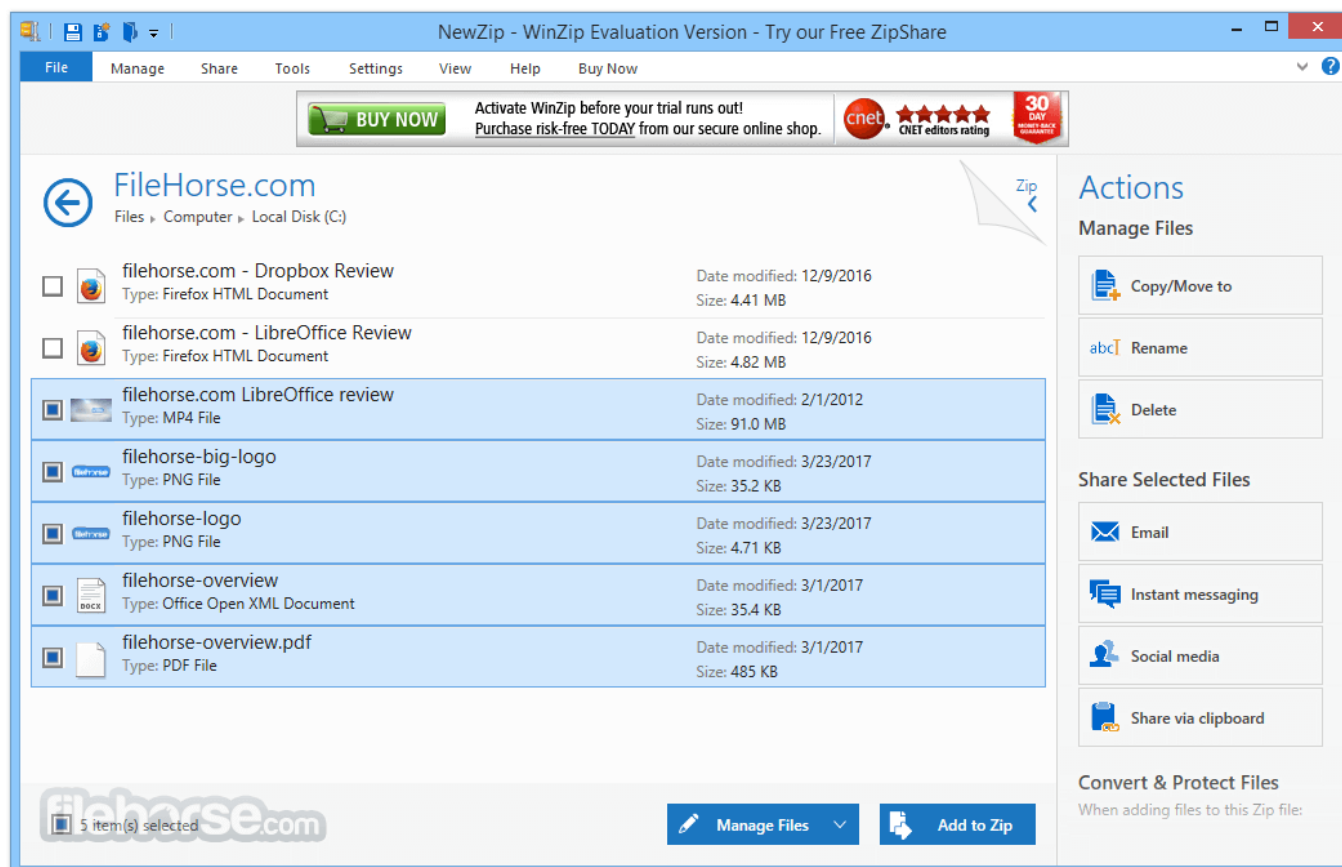 NewZip - WinZip Evaluation Version - Try our Free ZipShare
File Manage Share Tools Settings View Help Buy Now
BUY NOW
Activate WinZip before your trial runs out!
Purchase risk-free TODAY from our secure online shop.
cnet
CNET editors rating
30
DAY
MONEY-BACK
GUARANTEE
FileHorse.com
Files Computer Local Disk (C:)
Zip
filehorse.com - Dropbox Review
Type: Firefox HTML Document
Date modified: 12/9/2016
Size: 4.41 MB
filehorse.com - LibreOffice Review
Type: Firefox HTML Document
Date modified: 12/9/2016
Size: 4.82 MB
filehorse.com LibreOffice review
Type: MP4 File
Date modified: 2/1/2012
Size: 91.0 MB
filehorse-big-logo
Type: PNG File
Date modified: 3/23/2017
Size: 35.2 KB
filehorse-logo
Type: PNG File
Date modified: 3/23/2017
Size: 4.71 KB
DOCX
filehorse-overview
Type: Office Open XML Document
Date modified: 3/1/2017
Size: 35.4 KB
filehorse-overview.pdf
Type: PDF File
Date modified: 3/1/2017
Size: 485 KB
filehorse.com
5 item(s) selected
Manage Files
Add to Zip
Actions
Manage Files
Copy/Move to
abc Rename
Delete
Share Selected Files
Email
Instant messaging
Social media
Share via clipboard
Convert & Protect Files
When adding files to this Zip file: